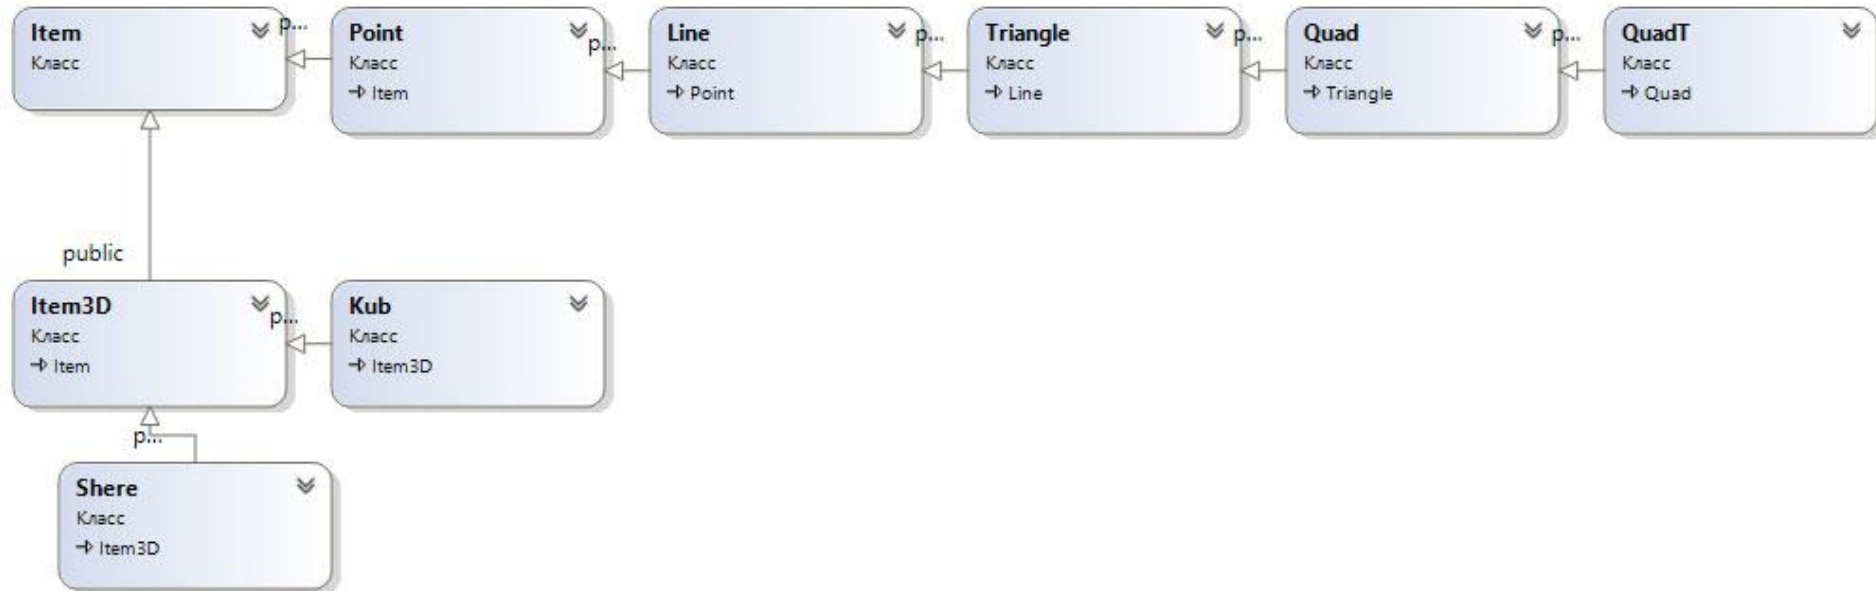 Item
Класс
p...
Point
Класс
Item
p...
Line
Класс
Point
p...
Triangle
Класс
Line
p...
Quad
Класс
Triangle
p...
QuadT
Класс
Quad
public
Item3D
Класс
Item
p...
Kub
Класс
Item3D
p...
Shere
Класс
Item3D